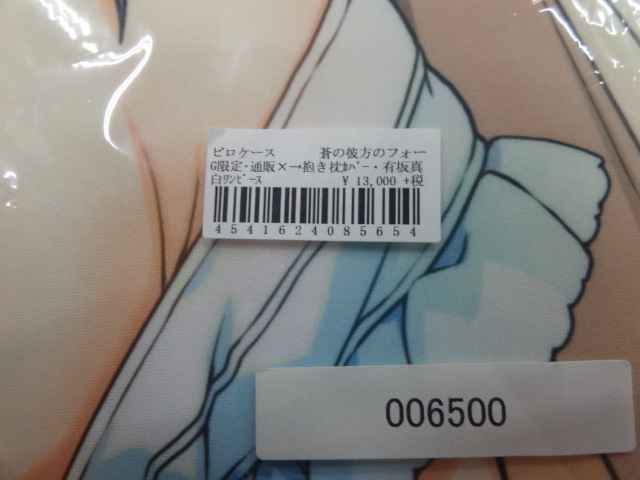 ピロケース 蒼の彼方のフォー
G限定・通販×→抱き枕ｶﾊﾞｰ・有坂真
白ﾜﾝﾋﾟｰｽ ¥ 13,000 +税
4541624085654
006500